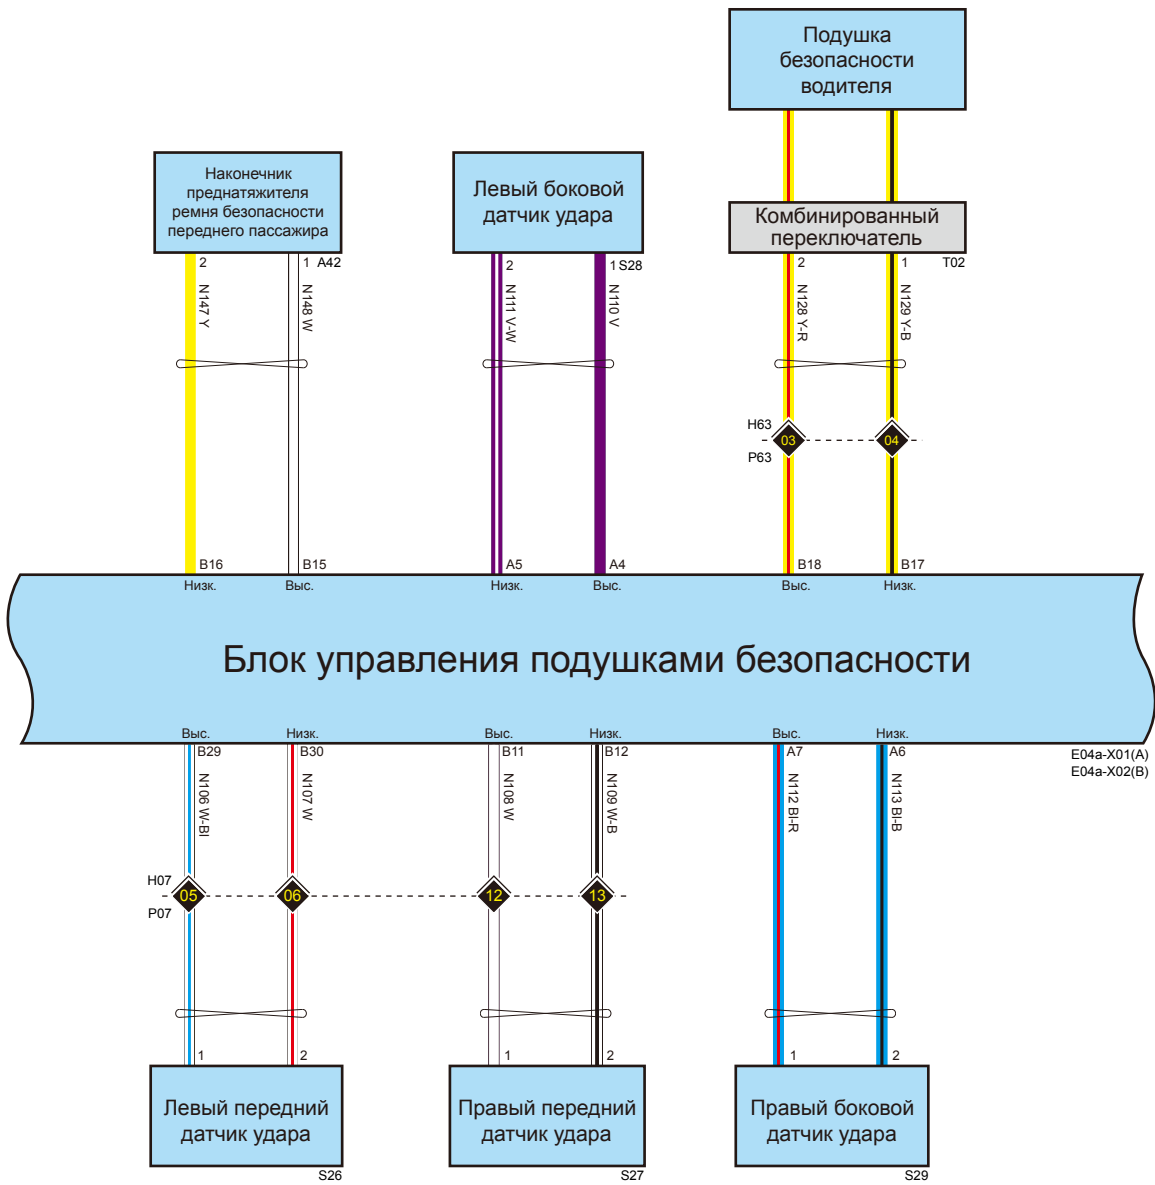 Подушка
безопасности
водителя
Наконечник
преднатяжителя
ремня безопасности
переднего пассажира
Левый боковой
датчик удара
Комбинированный
переключатель
2
1
A42
2
1
S28
2
1
T02
N147 Y
N148 W
N111 V-W
N110 V
N128 Y-R
N129 Y-B
H63
P63
03
04
B16
B15
A5
A4
B18
B17
Низк.
Выс.
Низк.
Выс.
Выс.
Низк.
Блок управления подушками безопасности
Выс.
Низк.
Выс.
Низк.
Выс.
Низк.
B29
B30
B11
B12
A7
A6
E04a-X01(A)
E04a-X02(B)
N106 W-Bl
N107 W
N108 W
N109 W-B
N112 Bl-R
N113 Bl-B
H07
P07
05
06
12
13
1
2
1
2
1
2
Левый передний
датчик удара
Правый передний
датчик удара
Правый боковой
датчик удара
S26
S27
S29